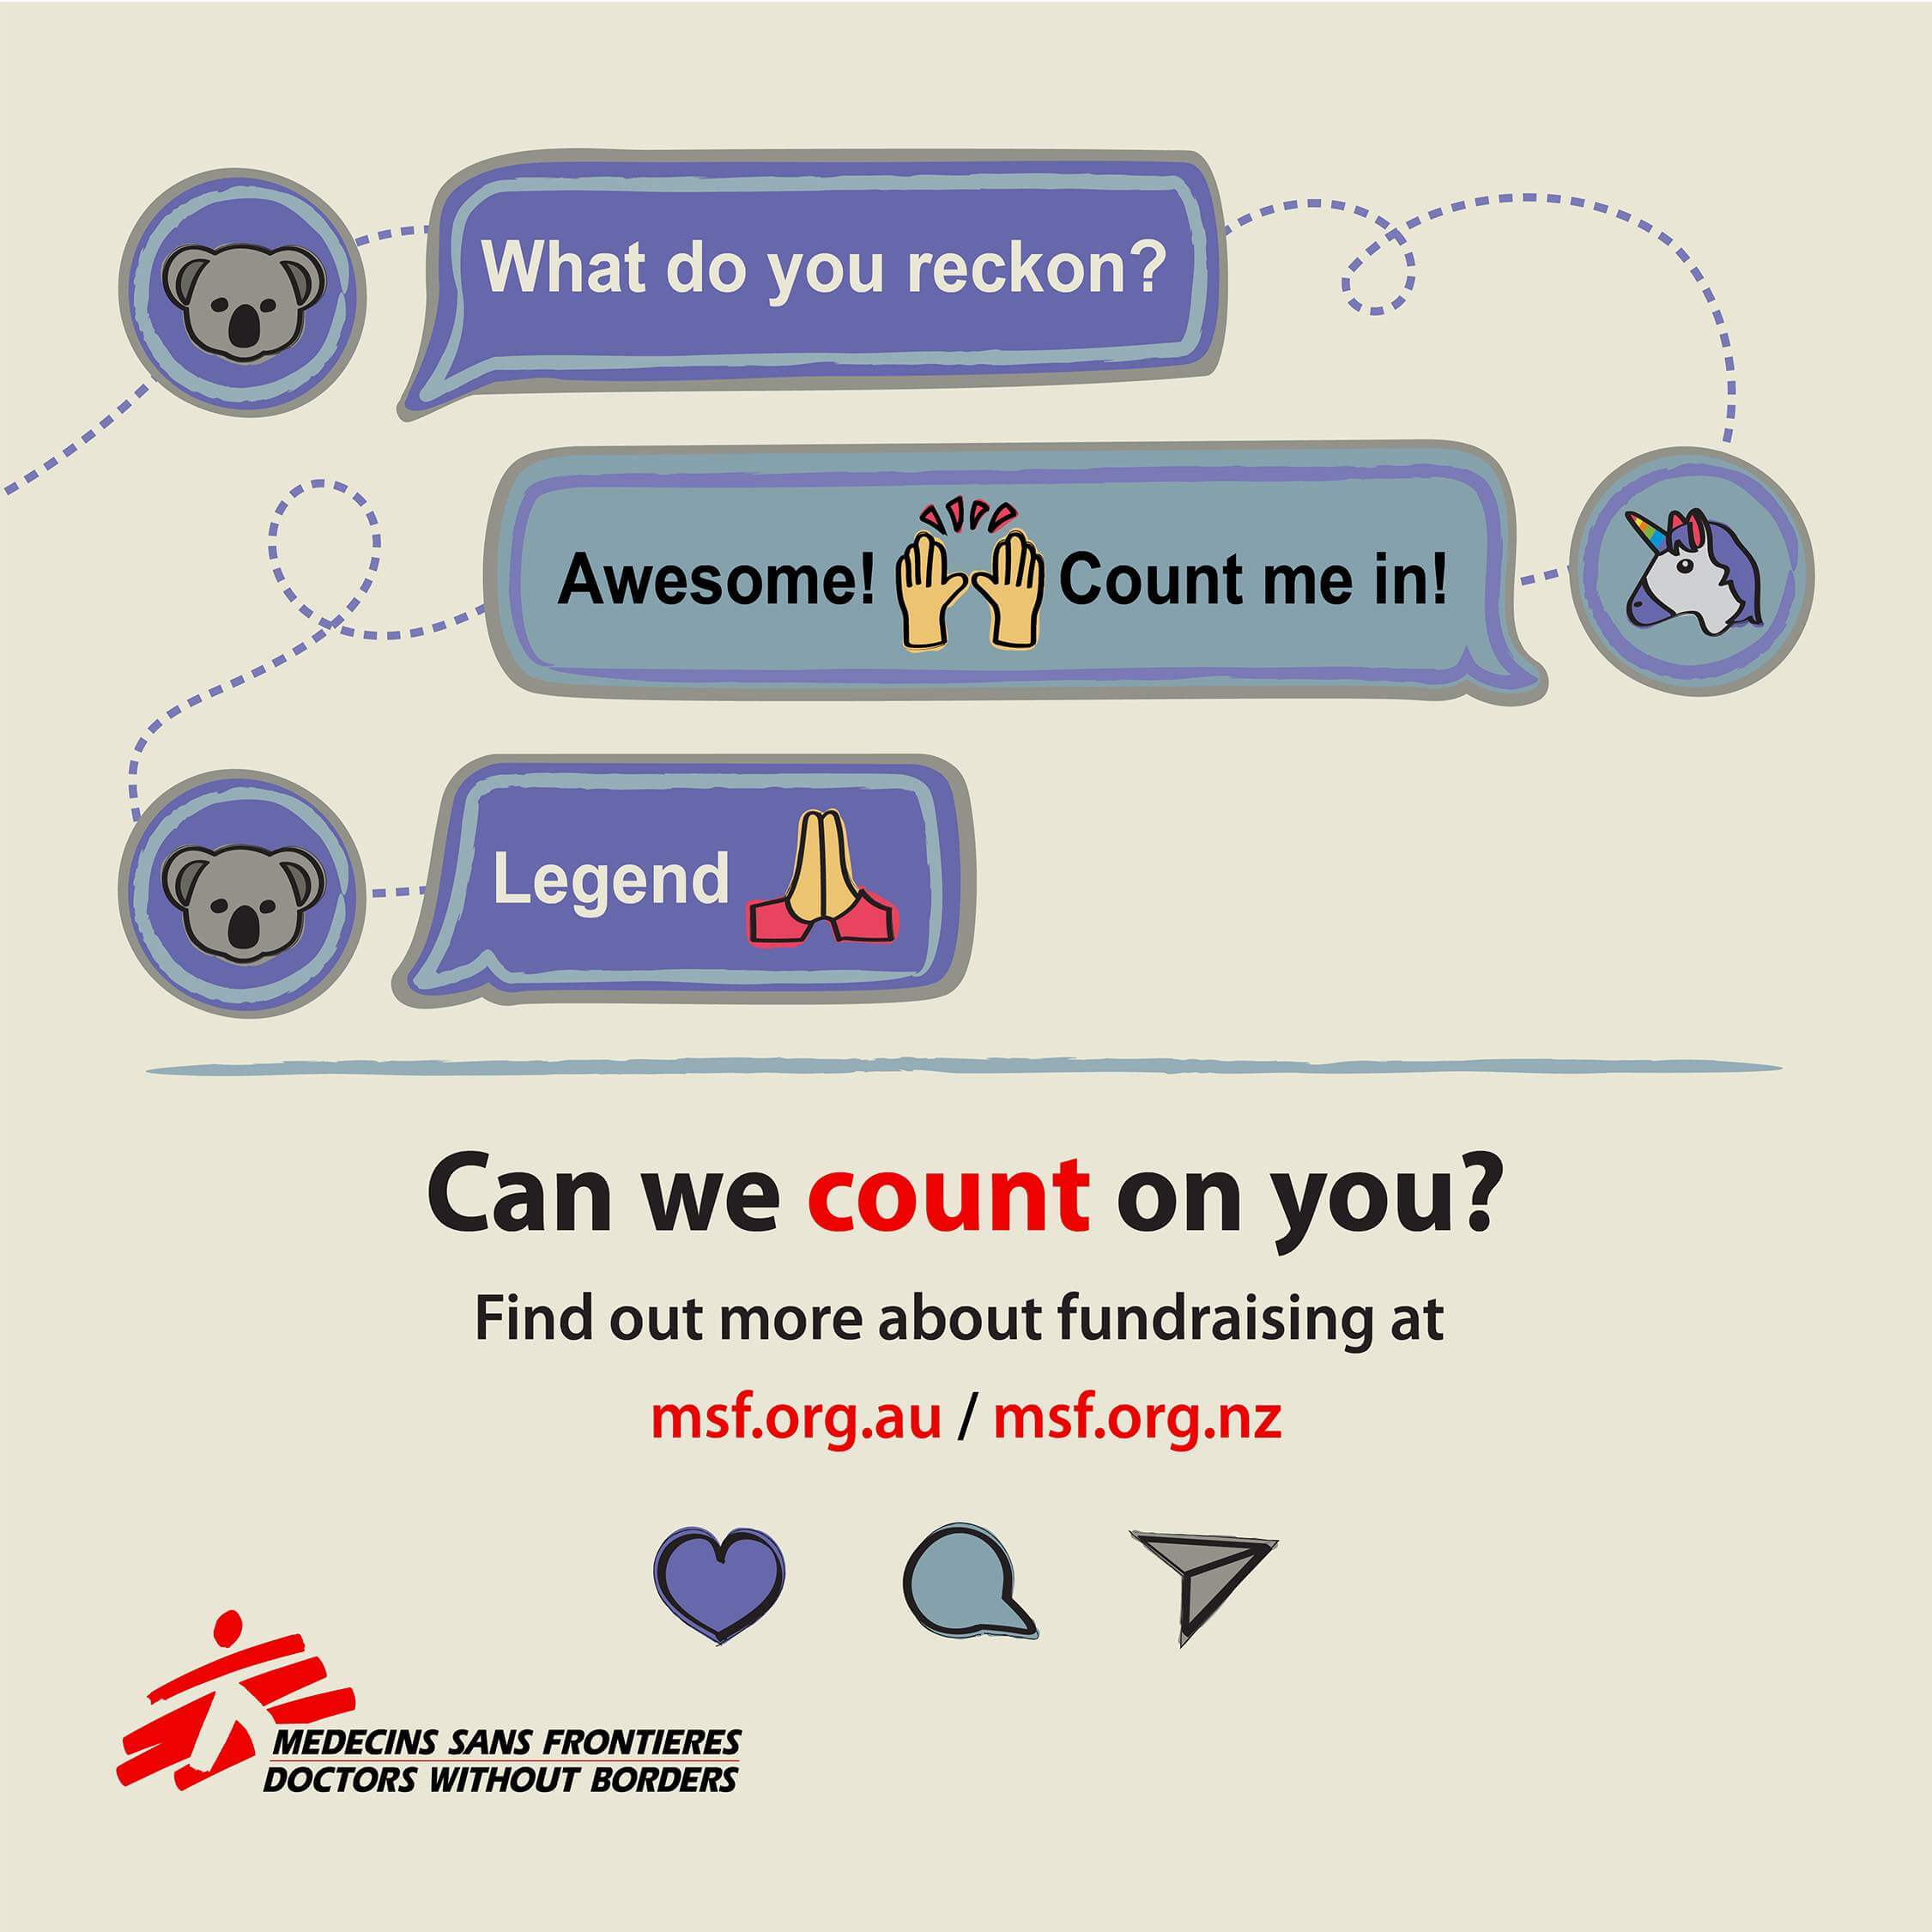 What do you reckon?
Awesome! Count me in!
Legend
Can we count on you?
Find out more about fundraising at
msf.org.au / msf.org.nz
MEDECINS SANS FRONTIERES
DOCTORS WITHOUT BORDERS